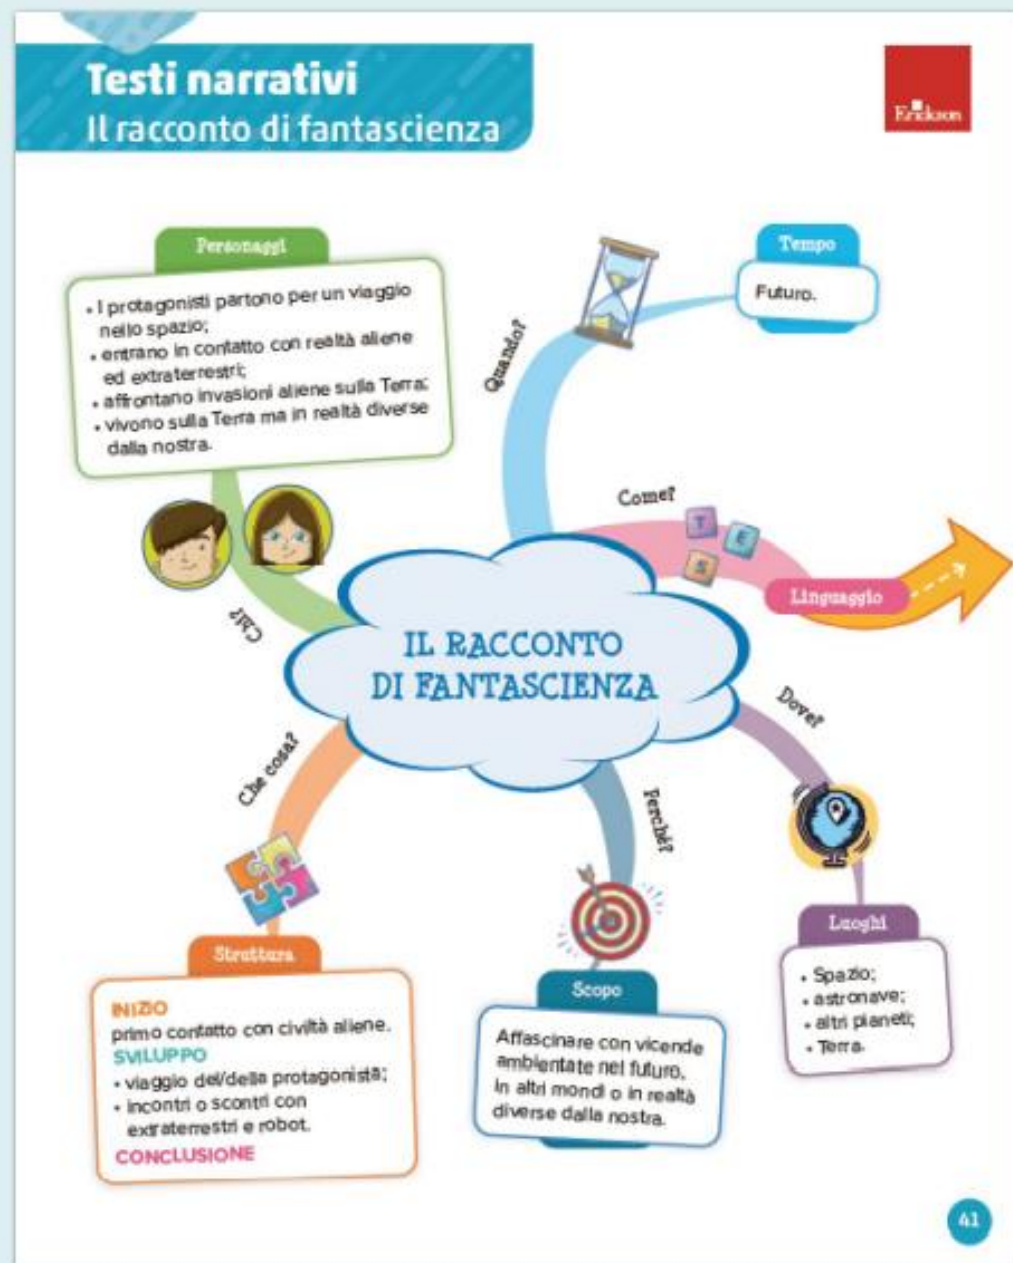 Testi narrativi
Il racconto di fantascienza
Erickson
Personaggi
• I protagonisti partono per un viaggio
nello spazio;
• entrano in contatto con realtà aliene
ed extraterrestri;
• affrontano invasioni aliene sulla Terra;
• vivono sulla Terra ma in realtà diverse
dalla nostra.
Chi?
Quando?
Tempo
Futuro.
Come?
T
E
S
Linguaggio
IL RACCONTO
DI FANTASCIENZA
Dove?
Luoghi
• Spazio;
• astronave;
• altri pianeti;
• Terra.
Perché?
Scopo
Affascinare con vicende
ambientate nel futuro,
in altri mondi o in realtà
diverse dalla nostra.
Che cosa?
Struttura
INIZIO
primo contatto con civiltà aliene.
SVILUPPO
• viaggio del/della protagonista;
• incontri o scontri con
extraterrestri e robot.
CONCLUSIONE
41